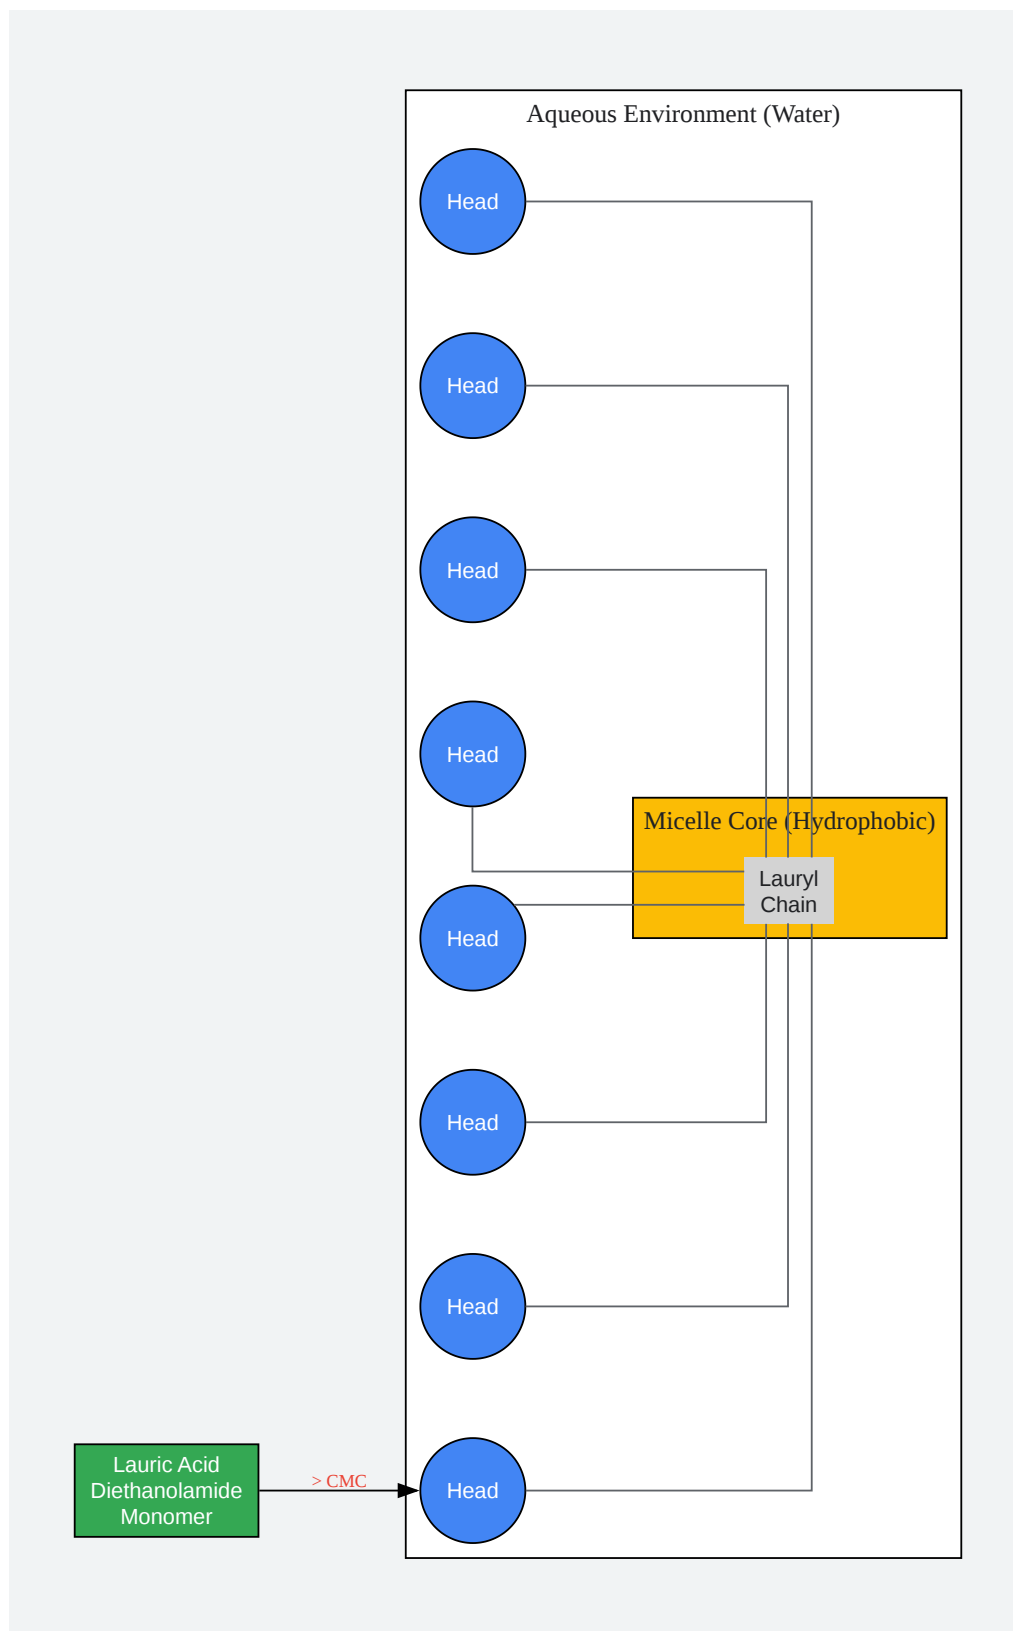 Aqueous Environment (Water)
Head
Head
Head
Head
Micelle Core (Hydrophobic)
Lauryl
Chain
Head
Head
Head
Lauric Acid
Diethanolamide
Monomer
> CMC
Head